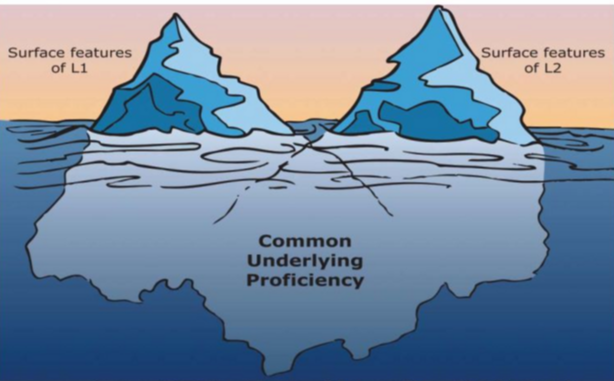 Surface features
of L1
Surface features
of L2
Common
Underlying
Proficiency